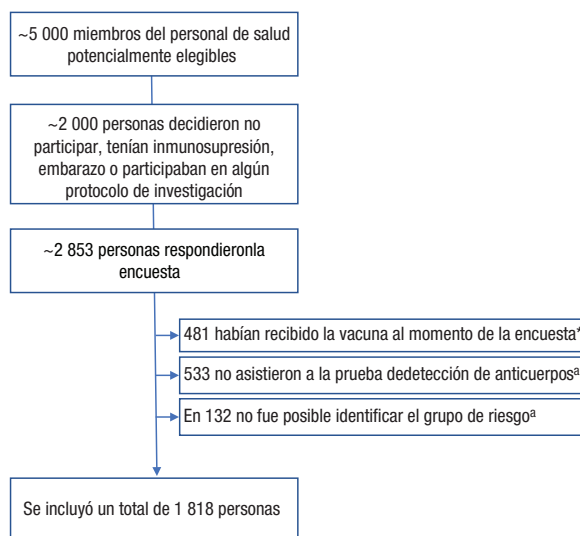 ~5 000 miembros del personal de salud
potencialmente elegibles
~2 000 personas decidieron no
participar, tenían inmunosupresión,
embarazo o participaban en algún
protocolo de investigación
~2 853 personas respondieronla
encuesta
481 habían recibido la vacuna al momento de la encuesta*
533 no asistieron a la prueba dedetección de anticuerposª
En 132 no fue posible identificar el grupo de riesgoª
Se incluyó un total de 1 818 personas